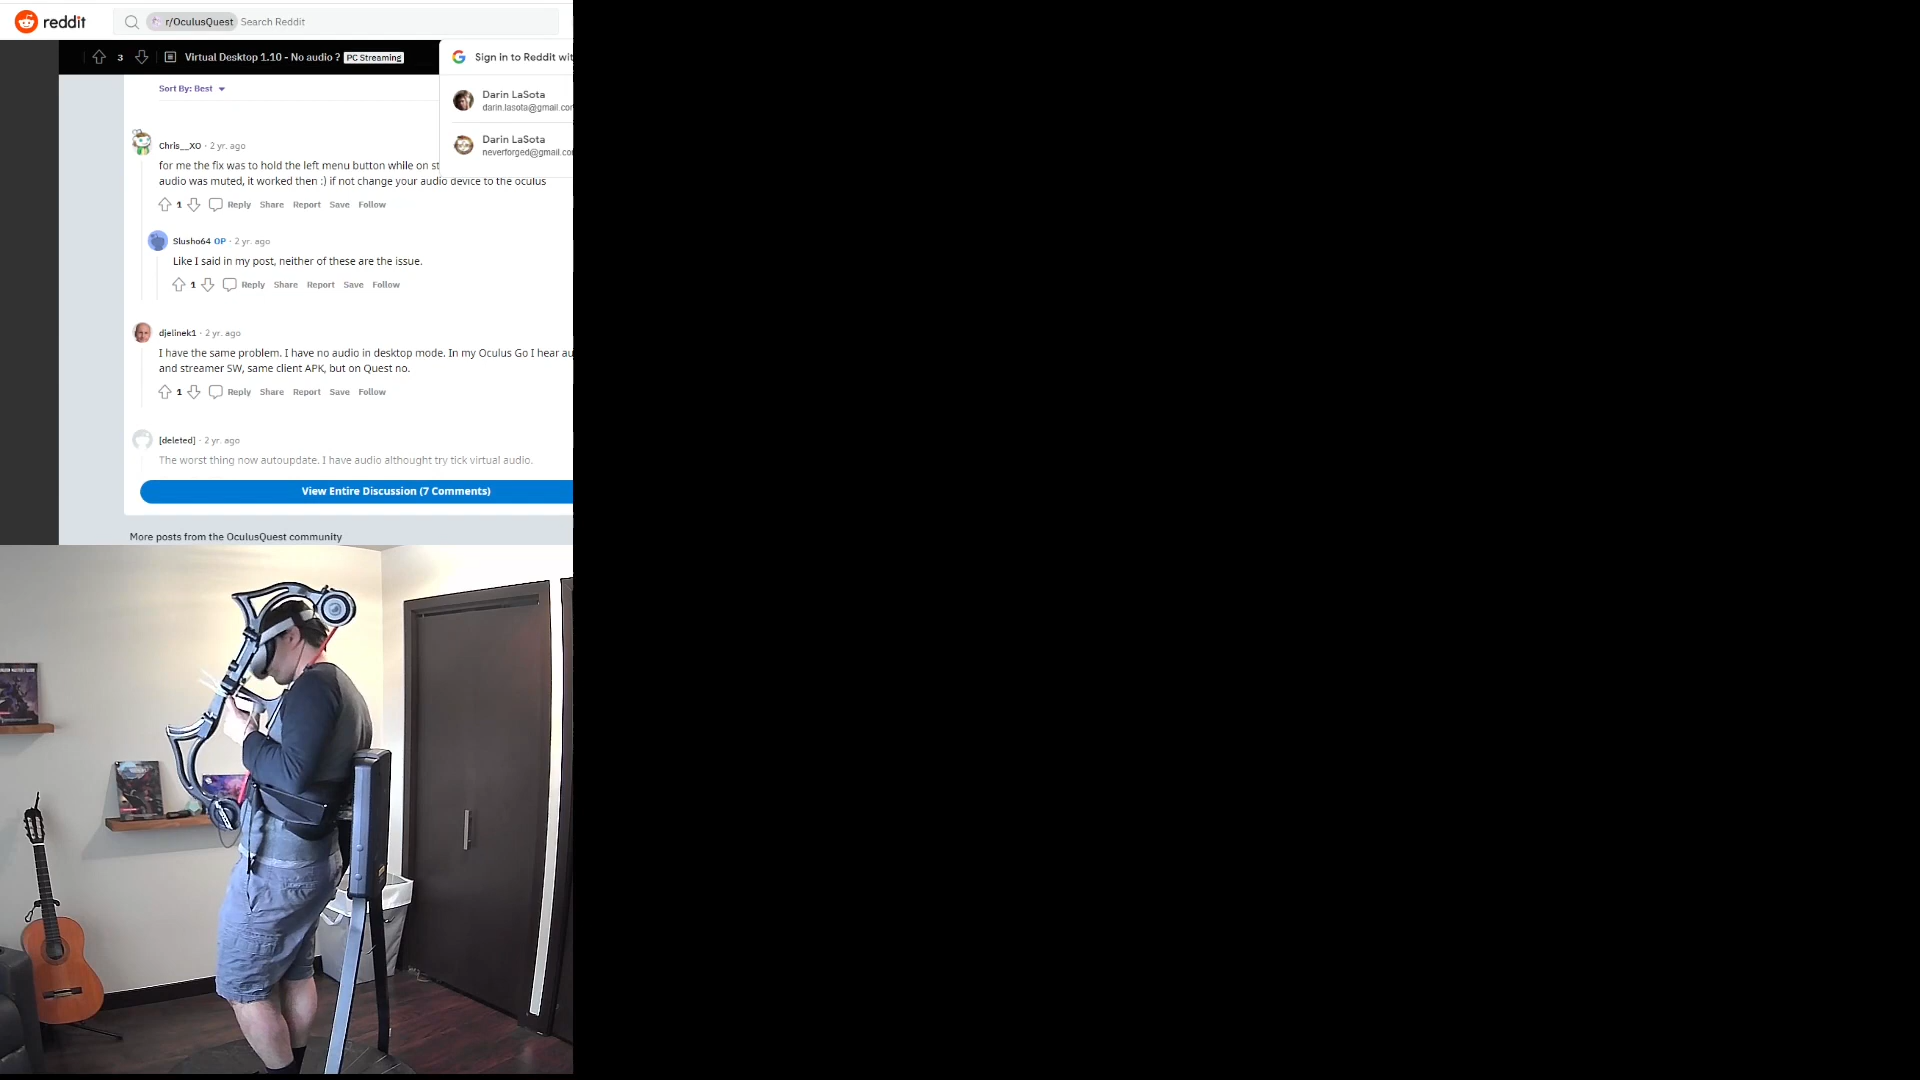 reddit
r/OculusQuest Search Reddit
3 Virtual Desktop 1.10 - No audio ? PC Streaming
Sign in to Reddit wit
Sort By: Best
Darin LaSota
darin.lasota@gmail.com
Darin LaSota
neverforged@gmail.com
Chris__XO · 2 yr. ago
for me the fix was to hold the left menu button while on st
audio was muted, it worked then :) if not change your audio device to the oculus
1 Reply Share Report Save Follow
Slusho64 OP · 2 yr. ago
Like I said in my post, neither of these are the issue.
1 Reply Share Report Save Follow
djelinek1 · 2 yr. ago
I have the same problem. I have no audio in desktop mode. In my Oculus Go I hear au
and streamer SW, same client APK, but on Quest no.
1 Reply Share Report Save Follow
[deleted] · 2 yr. ago
The worst thing now autoupdate. I have audio althought try tick virtual audio.
View Entire Discussion (7 Comments)
More posts from the OculusQuest community